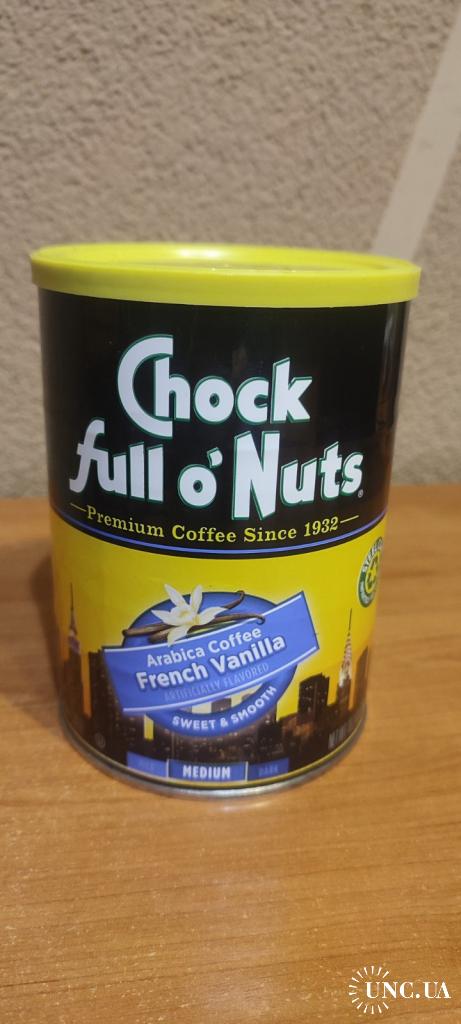 Chock
full o' Nuts®
Premium Coffee Since 1932
Arabica Coffee
French Vanilla
ARTIFICIALLY FLAVORED
SWEET & SMOOTH
MEDIUM
DARK
UNC.UA